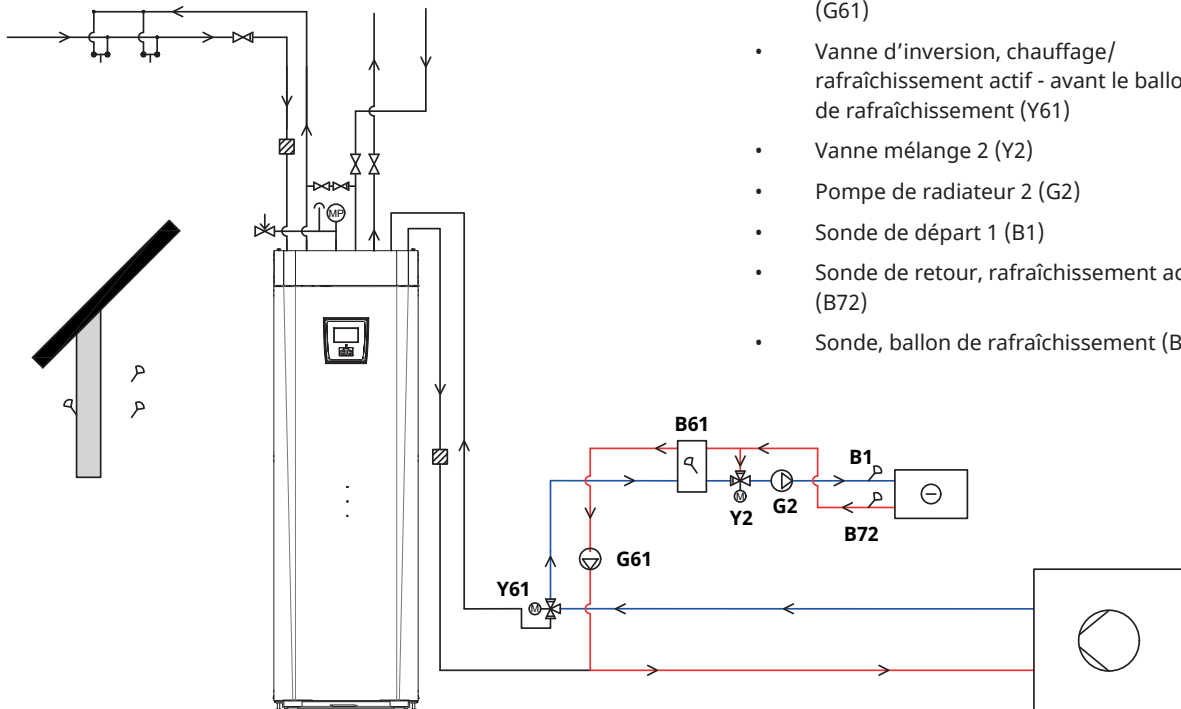 (G61)
• Vanne d’inversion, chauffage/
rafraîchissement actif - avant le ballo
de rafraîchissement (Y61)
• Vanne mélange 2 (Y2)
• Pompe de radiateur 2 (G2)
• Sonde de départ 1 (B1)
• Sonde de retour, rafraîchissement ac
(B72)
• Sonde, ballon de rafraîchissement (B
MP
B61
B1
Y2
G2
B72
G61
Y61
M
M